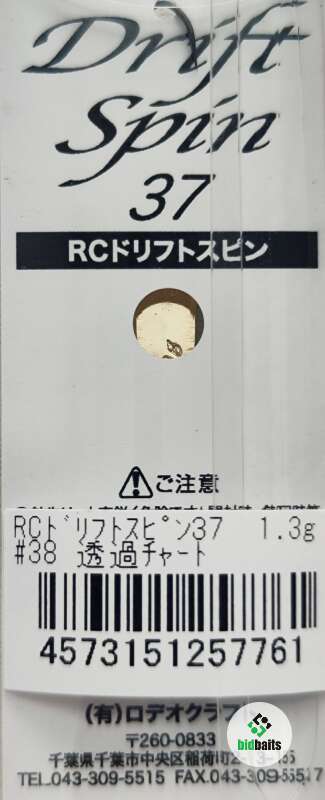 Drift
Spin
37
RCドリフトスピン
ご注意
RCﾄﾞﾘﾌﾄｽﾋﾟﾝ37 1.3g
#38 透過チャート
4573151257761
(有)ロデオクラフト
〒260-0833
千葉県千葉市中央区稲荷町
TEL.043-309-5515 FAX.043-309-5517
bidbaits